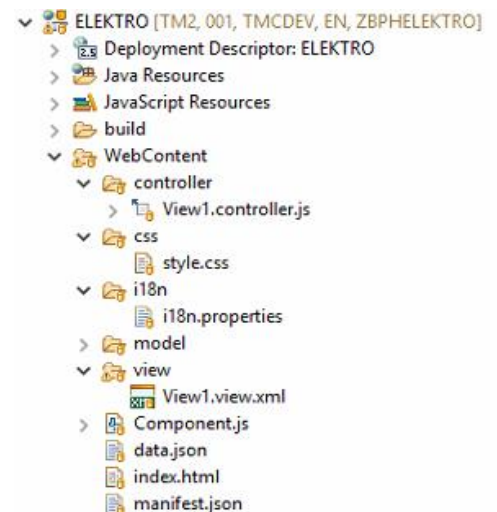 ELEKTRO [TM2, 001, TMCDEV, EN, ZBPHELEKTRO]
Deployment Descriptor: ELEKTRO
Java Resources
JavaScript Resources
build
WebContent
controller
View1.controller.js
css
style.css
i18n
i18n.properties
model
view
View1.view.xml
Component.js
data.json
index.html
manifest.json